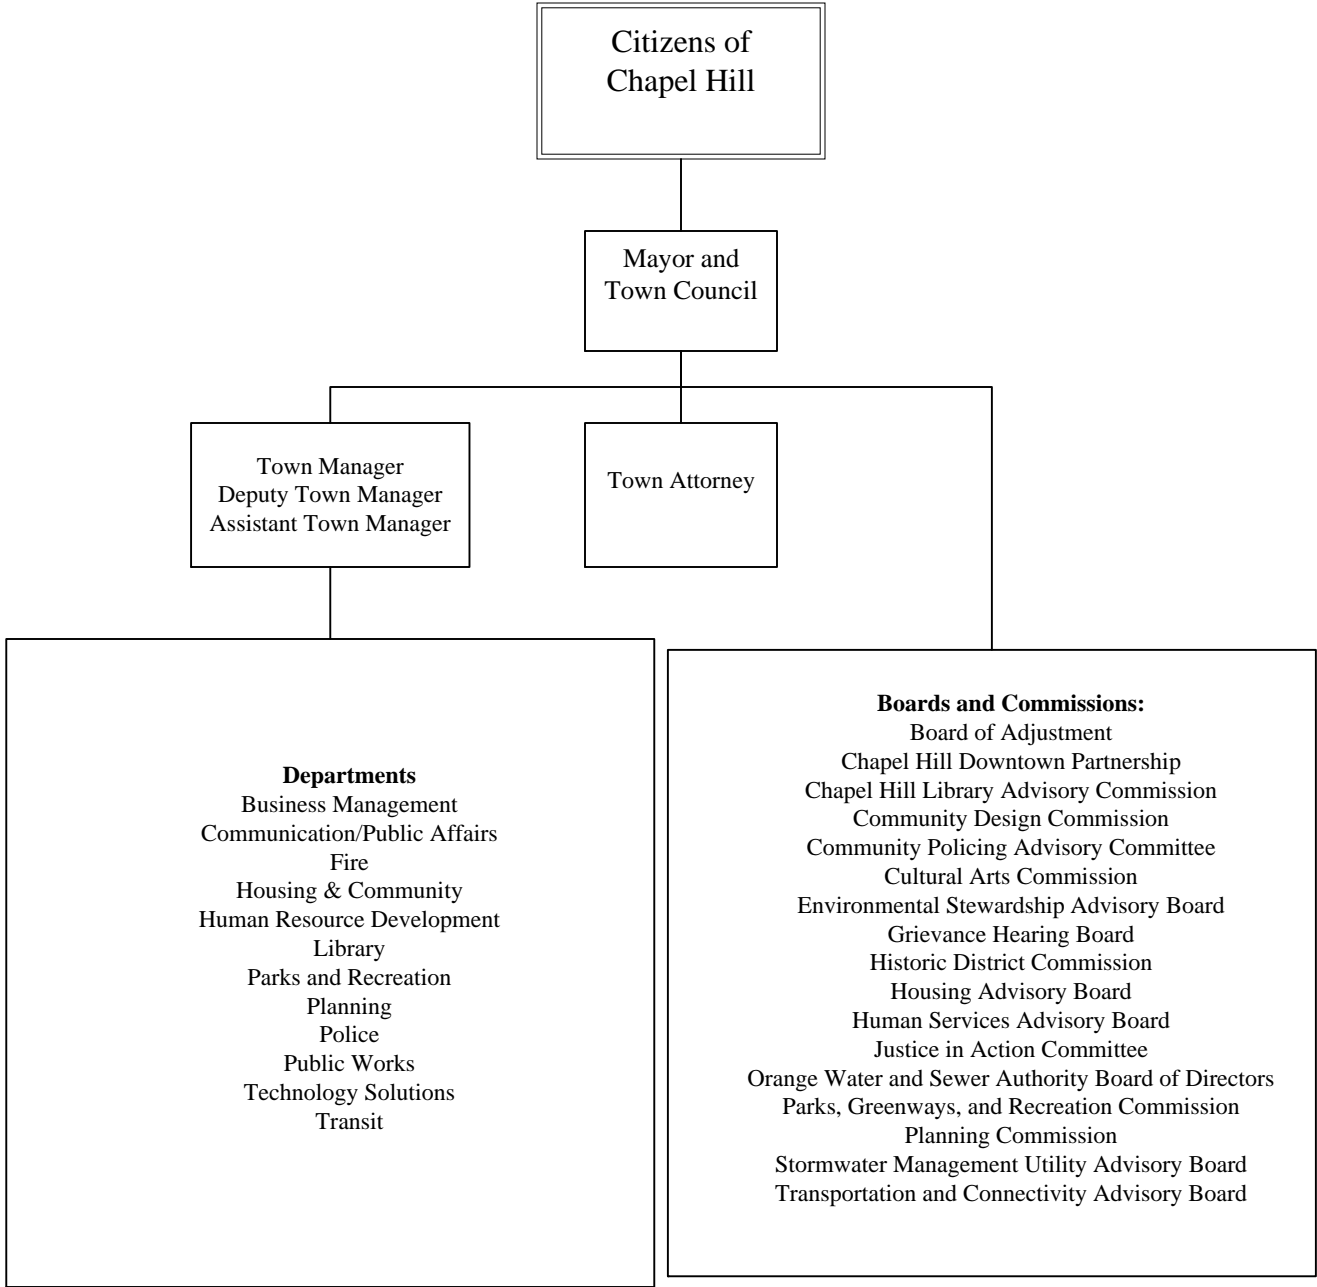 Citizens of
Chapel Hill
Mayor and
Town Council
Town Manager
Deputy Town Manager
Assistant Town Manager
Town Attorney
Departments
Business Management
Communication/Public Affairs
Fire
Housing & Community
Human Resource Development
Library
Parks and Recreation
Planning
Police
Public Works
Technology Solutions
Transit
Boards and Commissions:
Board of Adjustment
Chapel Hill Downtown Partnership
Chapel Hill Library Advisory Commission
Community Design Commission
Community Policing Advisory Committee
Cultural Arts Commission
Environmental Stewardship Advisory Board
Grievance Hearing Board
Historic District Commission
Housing Advisory Board
Human Services Advisory Board
Justice in Action Committee
Orange Water and Sewer Authority Board of Directors
Parks, Greenways, and Recreation Commission
Planning Commission
Stormwater Management Utility Advisory Board
Transportation and Connectivity Advisory Board